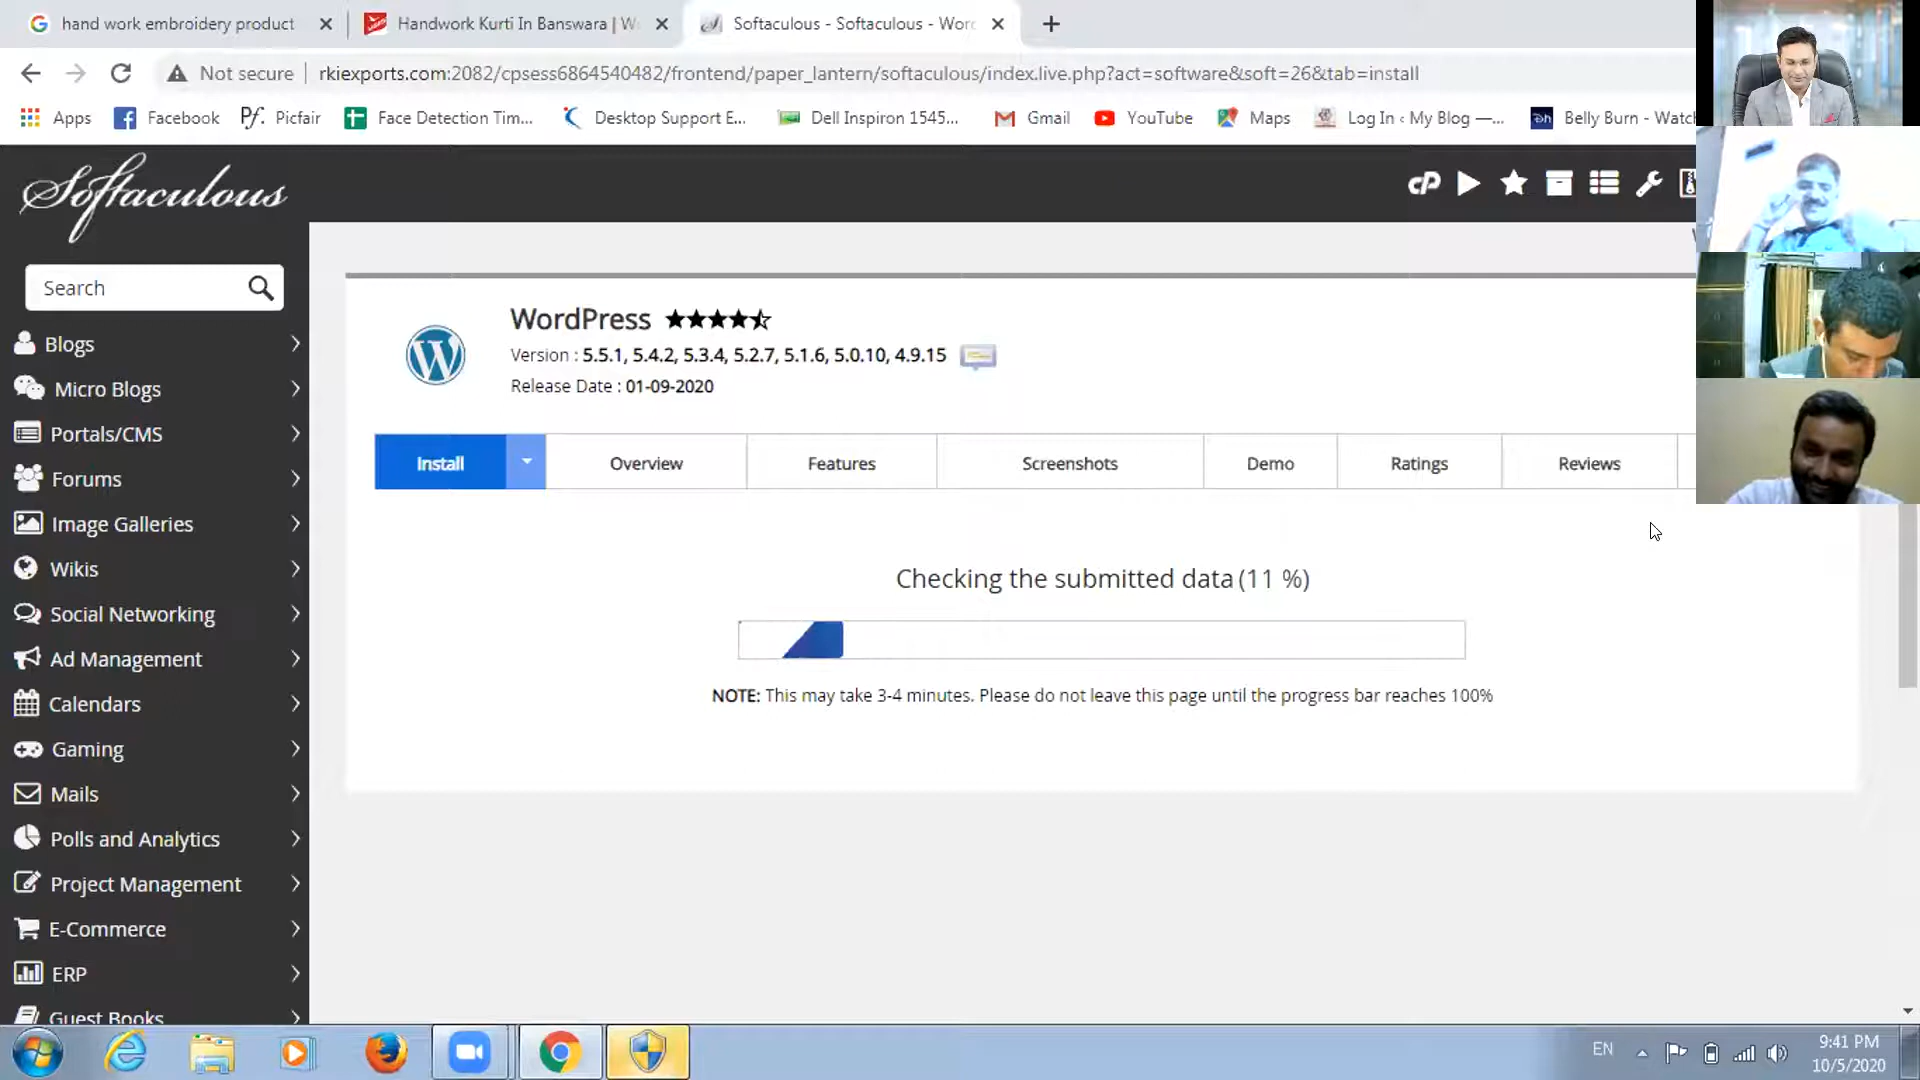 hand work embroidery product
Handwork Kurti In Banswara | W
Softaculous - Softaculous - Word
Not secure
rkiexports.com:2082/cpsess6864540482/frontend/paper_lantern/softaculous/index.live.php?act=software&soft=26&tab=install
Apps
Facebook
Pf. Picfair
Face Detection Tim...
Desktop Support E...
Dell Inspiron 1545...
Gmail
YouTube
Maps
Log In ‹ My Blog —...
Belly Burn - Watch
Softaculous
cP
Search
Blogs
Micro Blogs
Portals/CMS
Forums
Image Galleries
Wikis
Social Networking
Ad Management
Calendars
Gaming
Mails
Polls and Analytics
Project Management
E-Commerce
ERP
Guest Books
WordPress
Version : 5.5.1, 5.4.2, 5.3.4, 5.2.7, 5.1.6, 5.0.10, 4.9.15
Release Date : 01-09-2020
Install
Overview
Features
Screenshots
Demo
Ratings
Reviews
Checking the submitted data (11 %)
NOTE: This may take 3-4 minutes. Please do not leave this page until the progress bar reaches 100%
EN
9:41 PM
10/5/2020